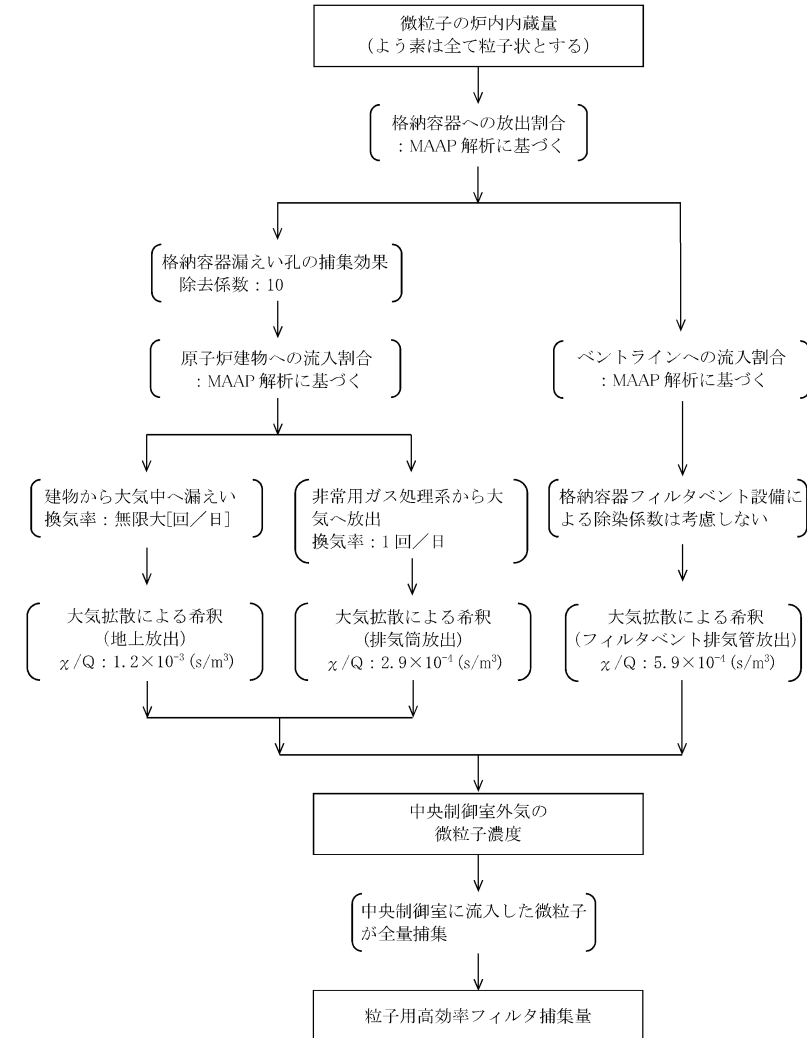 微粒子の炉内内蔵量
(よう素は全て粒子状とする)
格納容器への放出割合
：MAAP 解析に基づく
格納容器漏えい孔の捕集効果
除去係数：10
原子炉建物への流入割合
：MAAP 解析に基づく
ベントラインへの流入割合
：MAAP 解析に基づく
建物から大気中へ漏えい
換気率：無限大[回／日]
非常用ガス処理系から大
気へ放出
換気率：1 回／日
格納容器フィルタベント設備に
よる除染係数は考慮しない
大気拡散による希釈
(地上放出)
χ/Q：1.2×10⁻³ (s/m³)
大気拡散による希釈
(排気筒放出)
χ/Q：2.9×10⁻⁴ (s/m³)
大気拡散による希釈
(フィルタベント排気管放出)
χ/Q：5.9×10⁻⁴ (s/m³)
中央制御室外気の
微粒子濃度
中央制御室に流入した微粒子
が全量捕集
粒子用高効率フィルタ捕集量